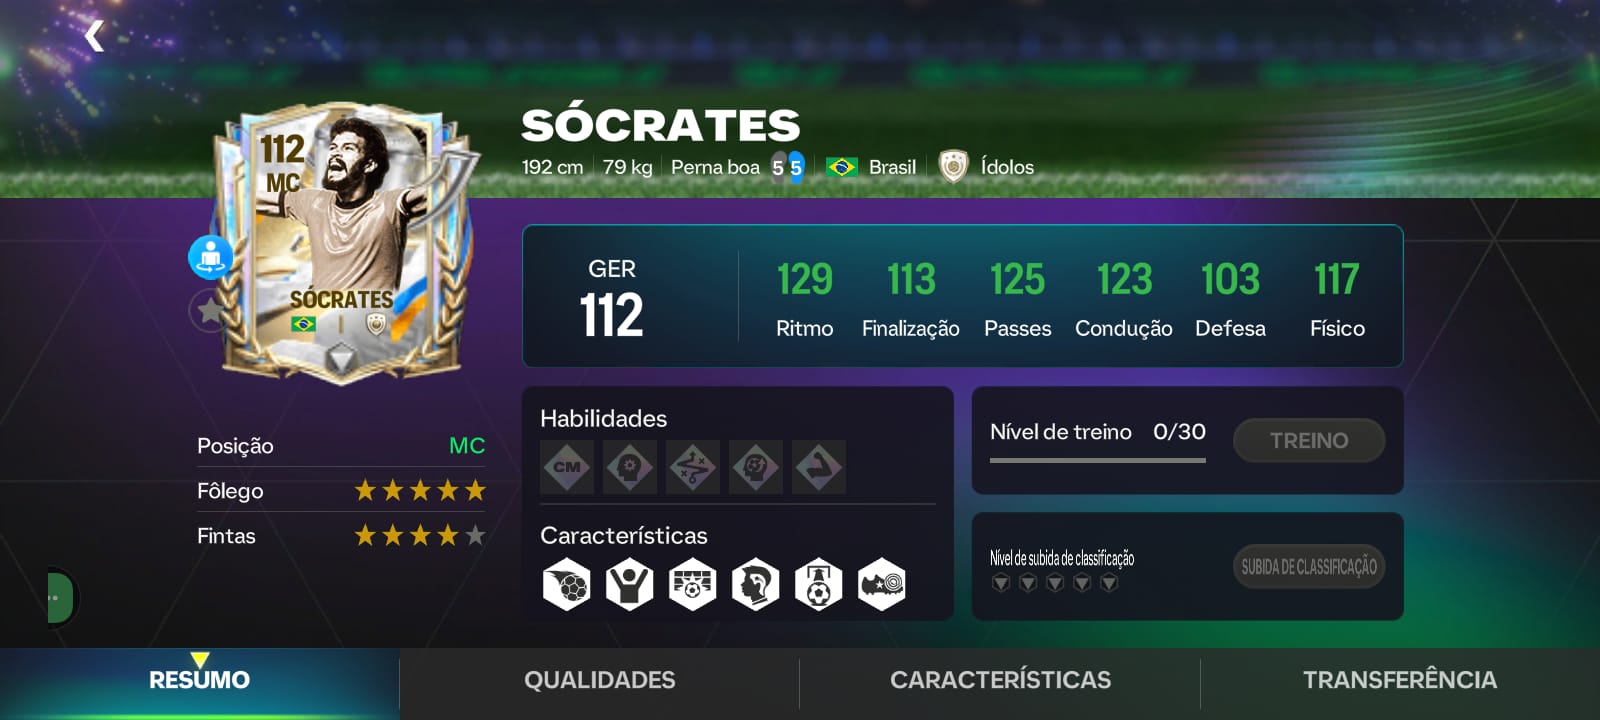 112
MC
SÓCRATES
SÓCRATES
192 cm 79 kg Perna boa 5 5 Brasil Ídolos
GER
112
129 113 125 123 103 117
Ritmo Finalização Passes Condução Defesa Físico
Posição MC
Fôlego
Fintas
Habilidades
CM
Características
Nível de treino 0/30
TREINO
Nível de subida de classificação
SUBIDA DE CLASSIFICAÇÃO
RESUMO QUALIDADES CARACTERÍSTICAS TRANSFERÊNCIA